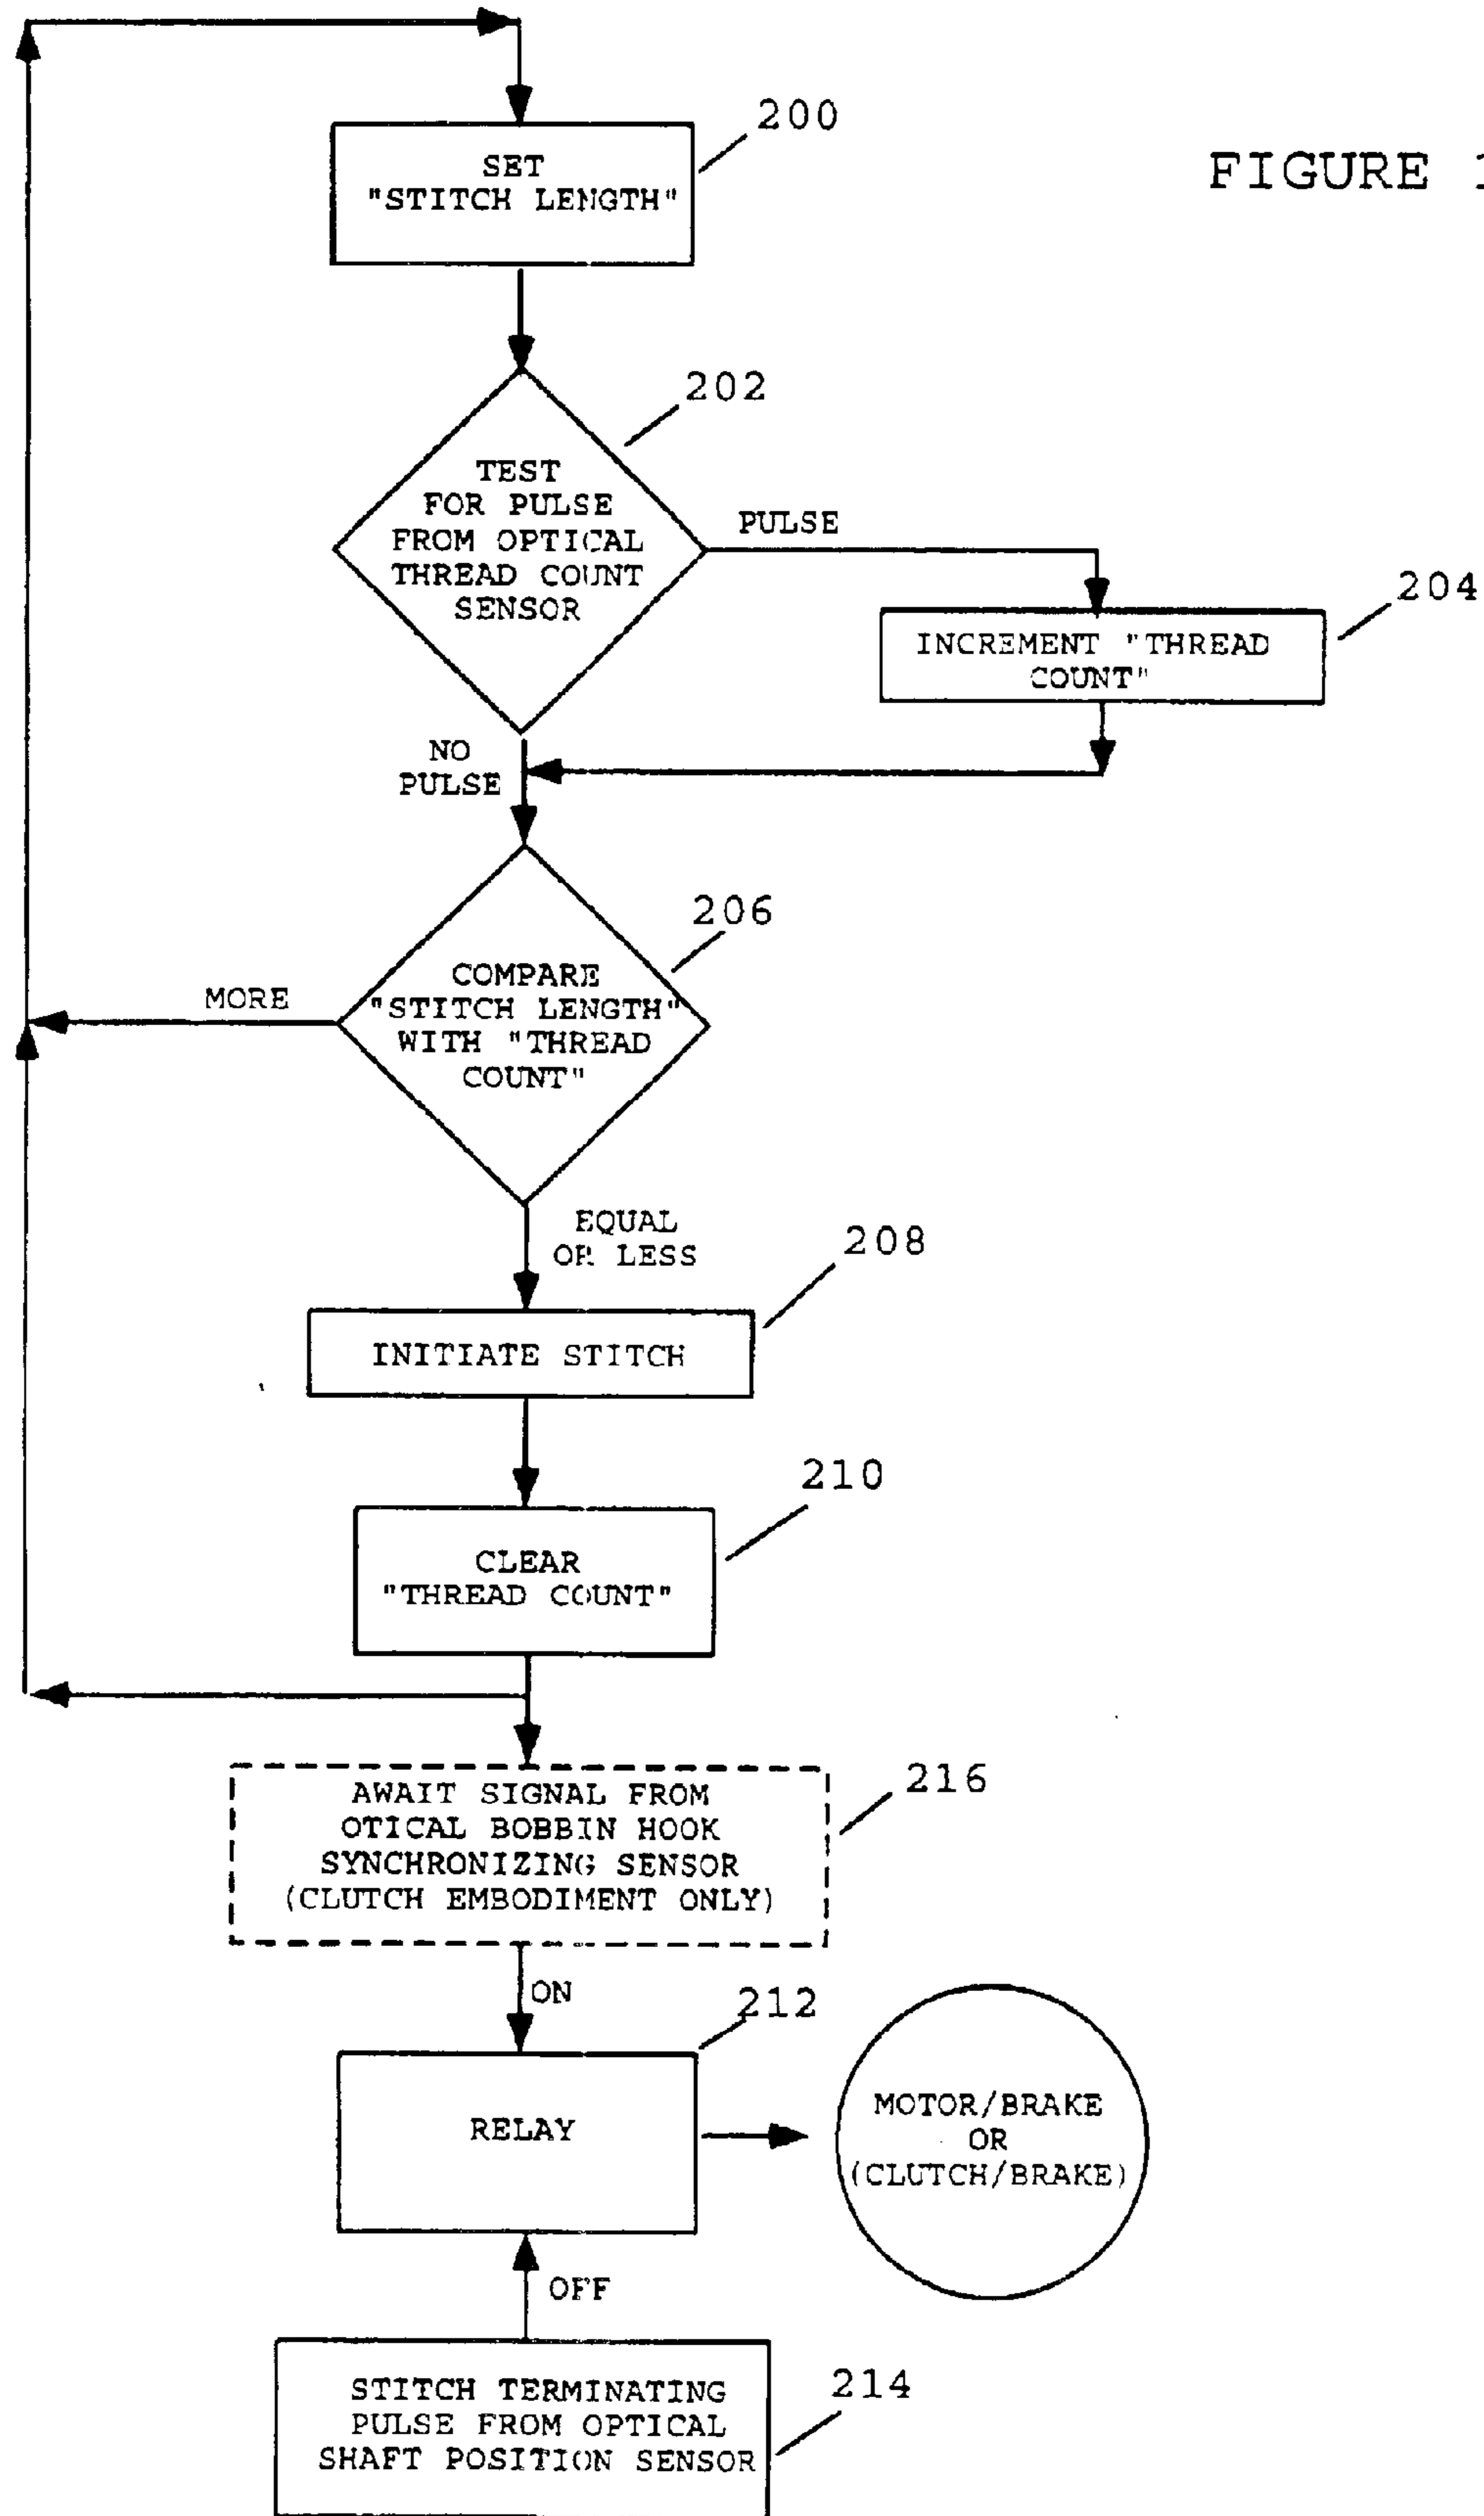 200
FIGURE 1
SET
"STITCH LENGTH"
202
TEST
FOR PULSE
FROM OPTICAL
THREAD COUNT
SENSOR
PULSE
204
INCREMENT "THREAD
COUNT"
NO
PULSE
206
COMPARE
"STITCH LENGTH"
WITH "THREAD
COUNT"
MORE
EQUAL
OR LESS
208
INITIATE STITCH
210
CLEAR
"THREAD COUNT"
216
AWAIT SIGNAL FROM
OTICAL BOBBIN HOOK
SYNCHRONIZING SENSOR
(CLUTCH EMBODIMENT ONLY)
ON
212
RELAY
MOTOR/BRAKE
OR
(CLUTCH/BRAKE)
OFF
214
STITCH TERMINATING
PULSE FROM OPTICAL
SHAFT POSITION SENSOR